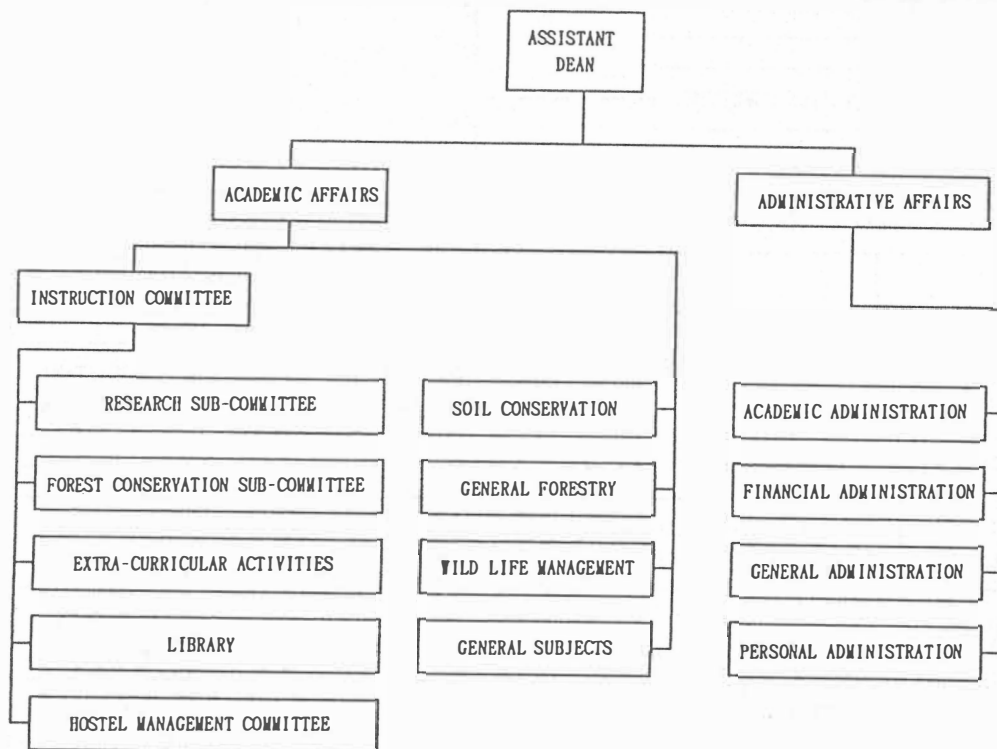 ASSISTANT
DEAN
ACADEMIC AFFAIRS
ADMINISTRATIVE AFFAIRS
INSTRUCTION COMMITTEE
RESEARCH SUB-COMMITTEE
FOREST CONSERVATION SUB-COMMITTEE
EXTRA-CURRICULAR ACTIVITIES
LIBRARY
HOSTEL MANAGEMENT COMMITTEE
SOIL CONSERVATION
GENERAL FORESTRY
WILD LIFE MANAGEMENT
GENERAL SUBJECTS
ACADEMIC ADMINISTRATION
FINANCIAL ADMINISTRATION
GENERAL ADMINISTRATION
PERSONAL ADMINISTRATION